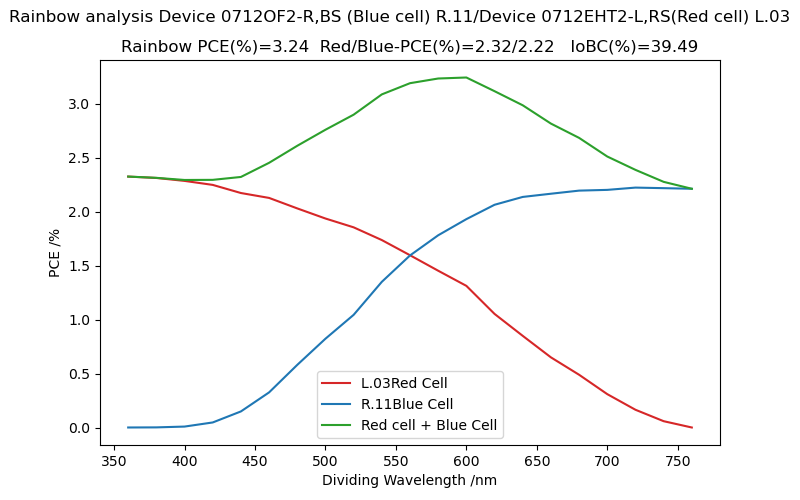 Rainbow analysis Device 0712OF2-R,BS (Blue cell) R.11/Device 0712EHT2-L,RS(Red cell) L.03
Rainbow PCE(%)=3.24  Red/Blue-PCE(%)=2.32/2.22   IoBC(%)=39.49
PCE /%
3.0
2.5
2.0
1.5
1.0
0.5
0.0
L.03Red Cell
R.11Blue Cell
Red cell + Blue Cell
350 400 450 500 550 600 650 700 750
Dividing Wavelength /nm